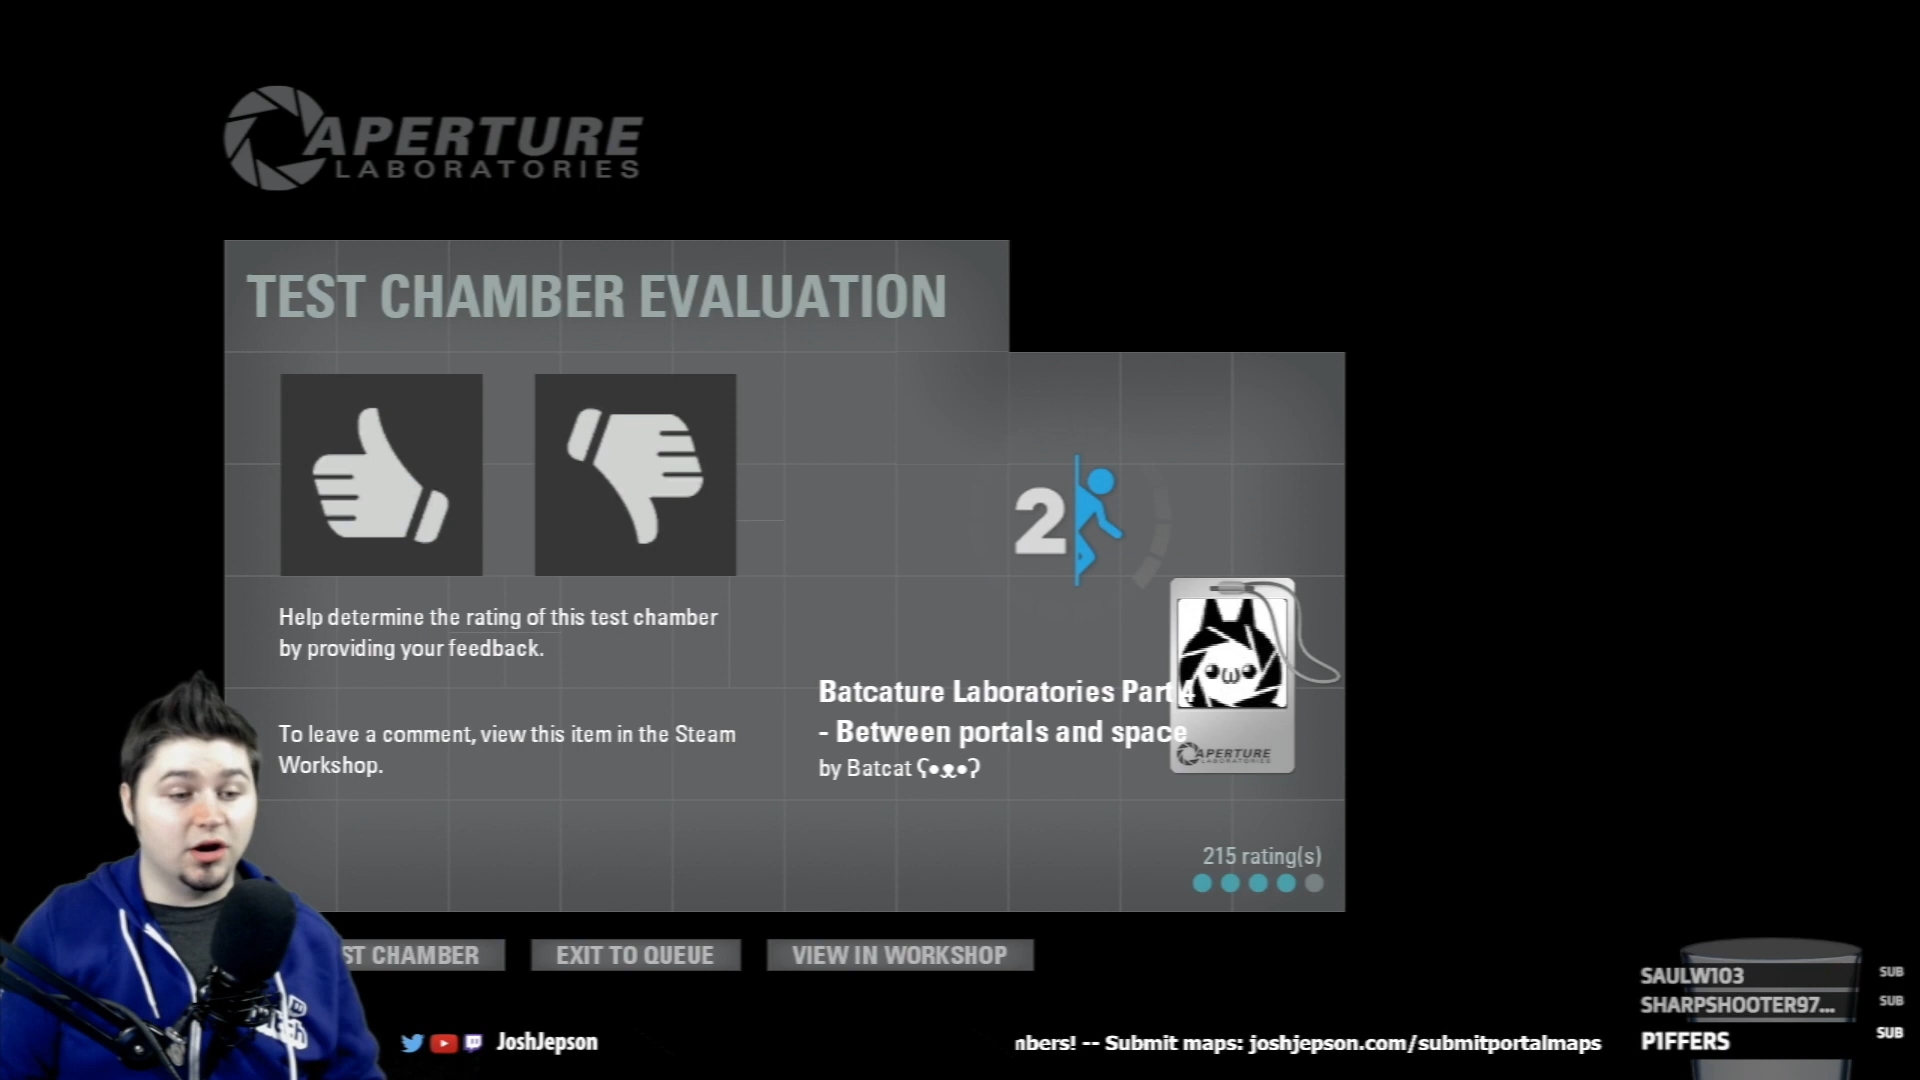 APERTURE
LABORATORIES
TEST CHAMBER EVALUATION
2
Help determine the rating of this test chamber
by providing your feedback.
To leave a comment, view this item in the Steam
Workshop.
Batcature Laboratories Part 4
- Between portals and space
by Batcat ʕ•ᴥ•ʔ
APERTURE
LABORATORIES
215 rating(s)
ST CHAMBER
EXIT TO QUEUE
VIEW IN WORKSHOP
SAULW103 SUB
SHARPSHOOTER97... SUB
P1FFERS SUB
JoshJepson
nbers! -- Submit maps: joshjepson.com/submitportalmaps